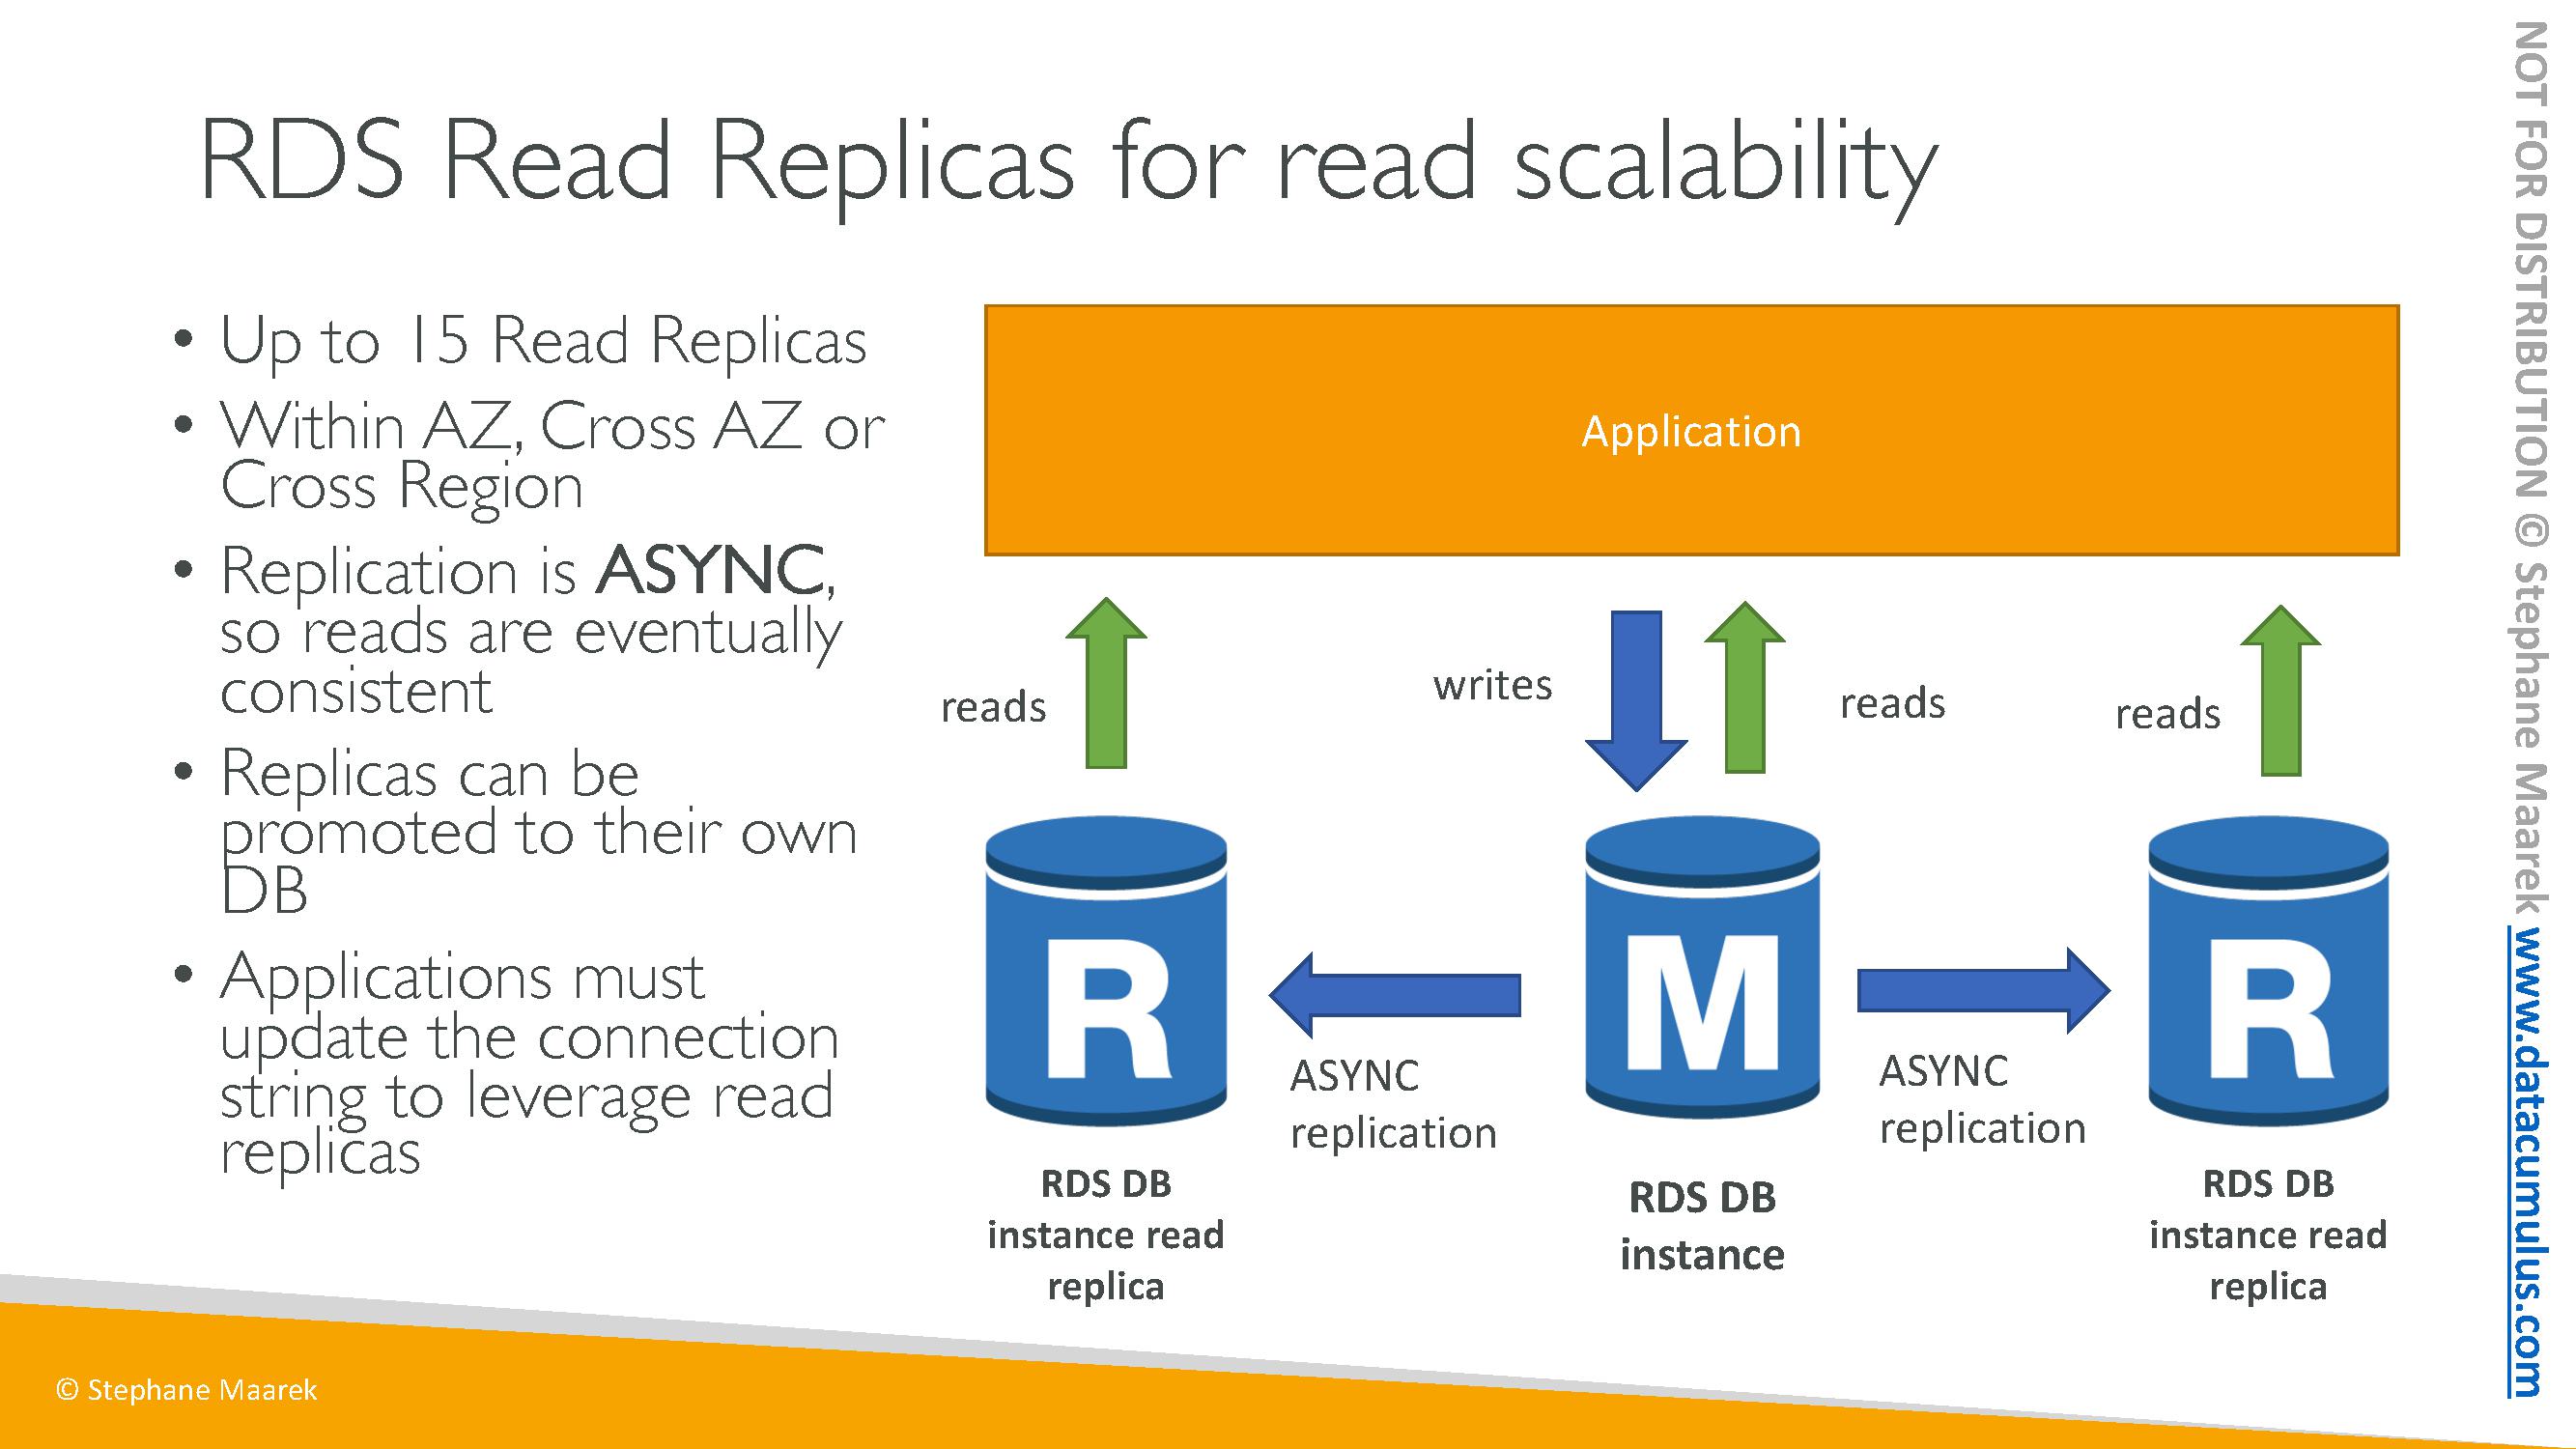 RDS Read Replicas for read scalability
• Up to 15 Read Replicas
• Within AZ, Cross AZ or
Cross Region
• Replication is ASYNC,
so reads are eventually
consistent
• Replicas can be
promoted to their own
DB
• Applications must
update the connection
string to leverage read
replicas
Application
reads
writes
reads
reads
R
M
R
ASYNC
replication
ASYNC
replication
RDS DB
instance read
replica
RDS DB
instance
RDS DB
instance read
replica
© Stephane Maarek
NOT FOR DISTRIBUTION © Stephane Maarek www.datacumulus.com